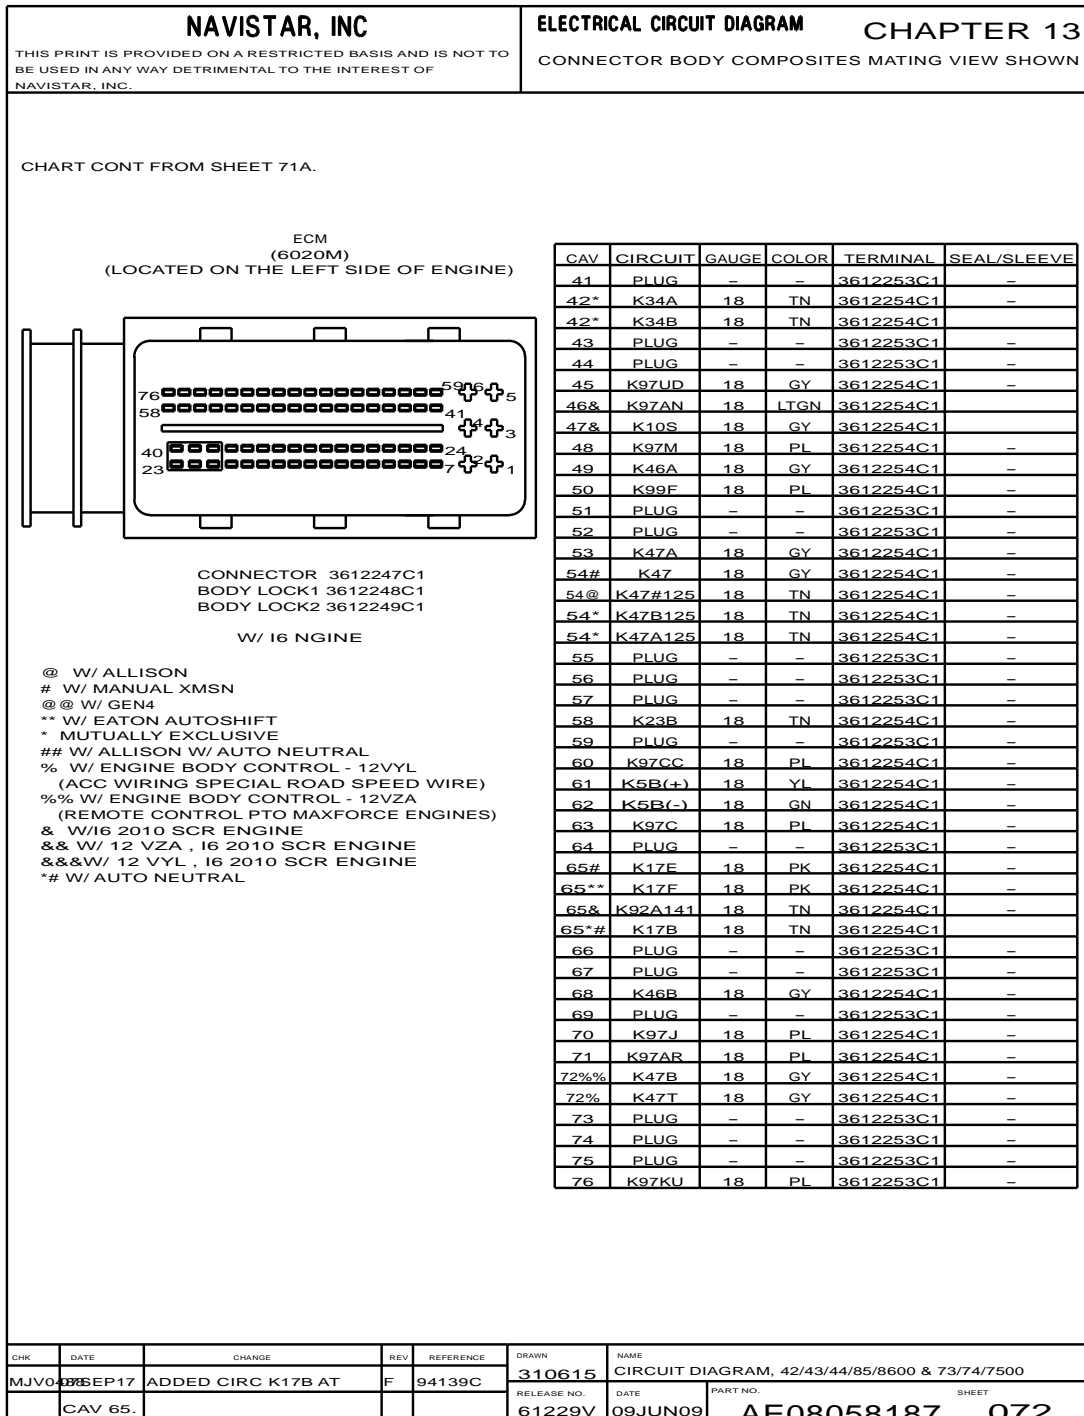 NAVISTAR, INC
THIS PRINT IS PROVIDED ON A RESTRICTED BASIS AND IS NOT TO
BE USED IN ANY WAY DETRIMENTAL TO THE INTEREST OF
NAVISTAR, INC.
ELECTRICAL CIRCUIT DIAGRAM CHAPTER 13
CONNECTOR BODY COMPOSITES MATING VIEW SHOWN
CHART CONT FROM SHEET 71A.
ECM
(6020M)
(LOCATED ON THE LEFT SIDE OF ENGINE)
76 59 6 5
58 41 4 3
40 24
23 7 2 1
CONNECTOR 3612247C1
BODY LOCK1 3612248C1
BODY LOCK2 3612249C1
W/ I6 NGINE
@ W/ ALLISON
# W/ MANUAL XMSN
@@ W/ GEN4
** W/ EATON AUTOSHIFT
* MUTUALLY EXCLUSIVE
## W/ ALLISON W/ AUTO NEUTRAL
% W/ ENGINE BODY CONTROL - 12VYL
(ACC WIRING SPECIAL ROAD SPEED WIRE)
%% W/ ENGINE BODY CONTROL - 12VZA
(REMOTE CONTROL PTO MAXFORCE ENGINES)
& W/I6 2010 SCR ENGINE
&& W/ 12 VZA , I6 2010 SCR ENGINE
&&&W/ 12 VYL , I6 2010 SCR ENGINE
*# W/ AUTO NEUTRAL
CAV CIRCUIT GAUGE COLOR TERMINAL SEAL/SLEEVE
41 PLUG – – 3612253C1 –
42* K34A 18 TN 3612254C1 –
42* K34B 18 TN 3612254C1
43 PLUG – – 3612253C1 –
44 PLUG – – 3612253C1 –
45 K97UD 18 GY 3612254C1 –
46& K97AN 18 LTGN 3612254C1
47& K10S 18 GY 3612254C1
48 K97M 18 PL 3612254C1 –
49 K46A 18 GY 3612254C1 –
50 K99F 18 PL 3612254C1 –
51 PLUG – – 3612253C1 –
52 PLUG – – 3612253C1 –
53 K47A 18 GY 3612254C1 –
54# K47 18 GY 3612254C1 –
54@ K47#125 18 TN 3612254C1 –
54* K47B125 18 TN 3612254C1 –
54* K47A125 18 TN 3612254C1 –
55 PLUG – – 3612253C1 –
56 PLUG – – 3612253C1 –
57 PLUG – – 3612253C1 –
58 K23B 18 TN 3612254C1 –
59 PLUG – – 3612253C1 –
60 K97CC 18 PL 3612254C1 –
61 K5B(+) 18 YL 3612254C1 –
62 K5B(-) 18 GN 3612254C1 –
63 K97C 18 PL 3612254C1 –
64 PLUG – – 3612253C1 –
65# K17E 18 PK 3612254C1 –
65** K17F 18 PK 3612254C1 –
65& K92A141 18 TN 3612254C1 –
65*# K17B 18 TN 3612254C1
66 PLUG – – 3612253C1 –
67 PLUG – – 3612253C1 –
68 K46B 18 GY 3612254C1 –
69 PLUG – – 3612253C1 –
70 K97J 18 PL 3612254C1 –
71 K97AR 18 PL 3612254C1 –
72%% K47B 18 GY 3612254C1 –
72% K47T 18 GY 3612254C1 –
73 PLUG – – 3612253C1 –
74 PLUG – – 3612253C1 –
75 PLUG – – 3612253C1 –
76 K97KU 18 PL 3612253C1 –
CHK DATE CHANGE REV REFERENCE
ADDED CIRC K17B AT F 94139C
CAV 65.
DRAWN NAME
310615 CIRCUIT DIAGRAM, 42/43/44/85/8600 & 73/74/7500
RELEASE NO. DATE PART NO. SHEET
61229V 09JUN09 AE08058187 072